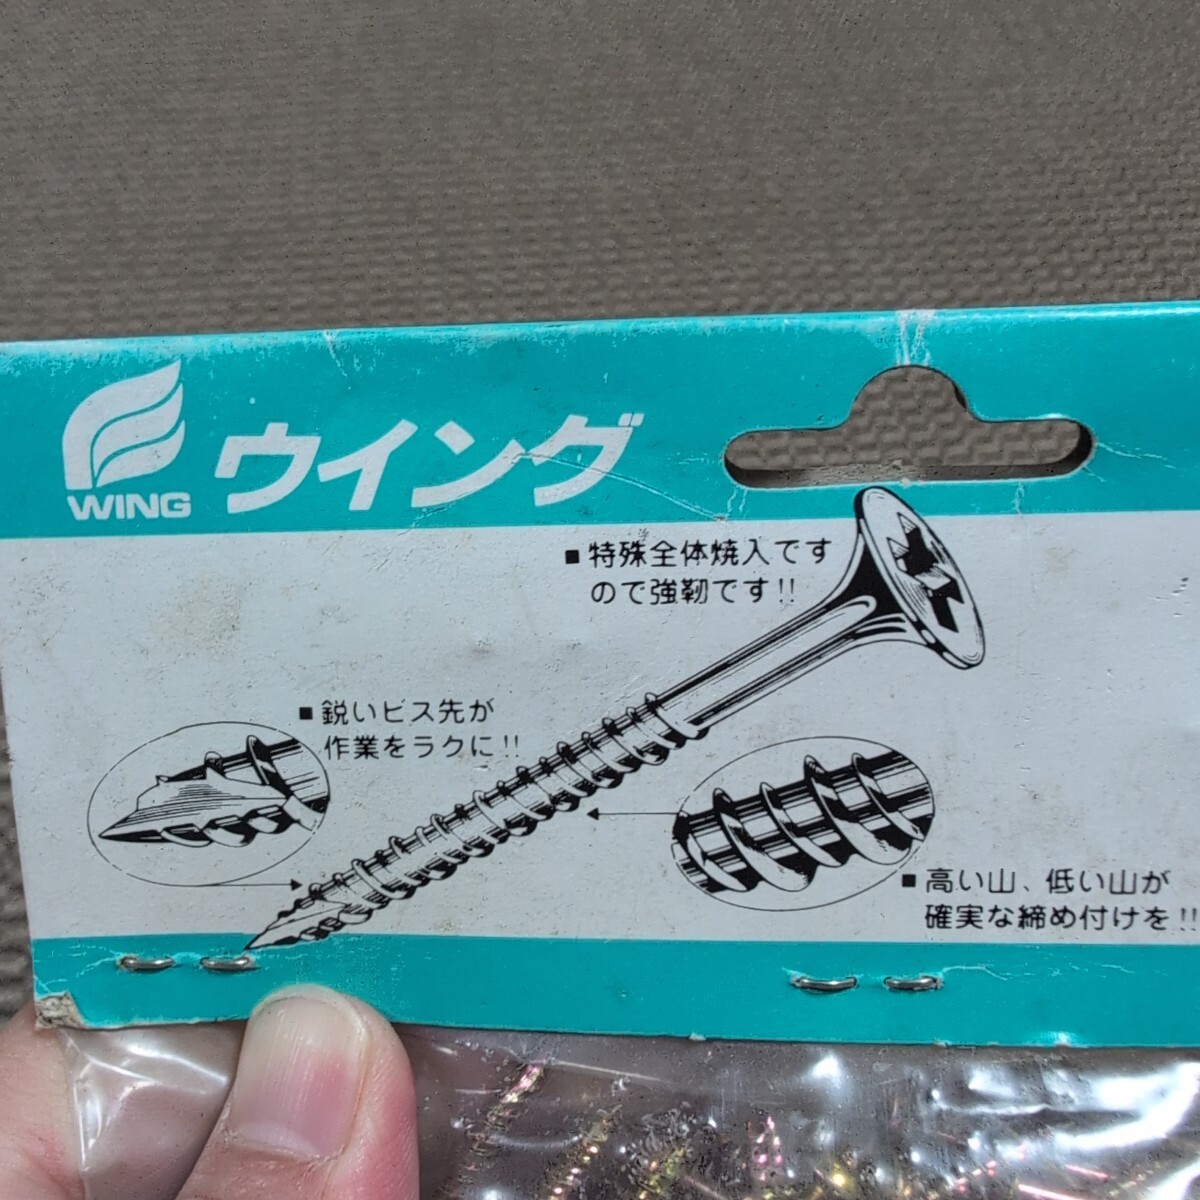 WING
ウイング
■特殊全体焼入です
ので強靭です!!
■鋭いビス先が
作業をラクに!!
■高い山、低い山が
確実な締め付けを!!